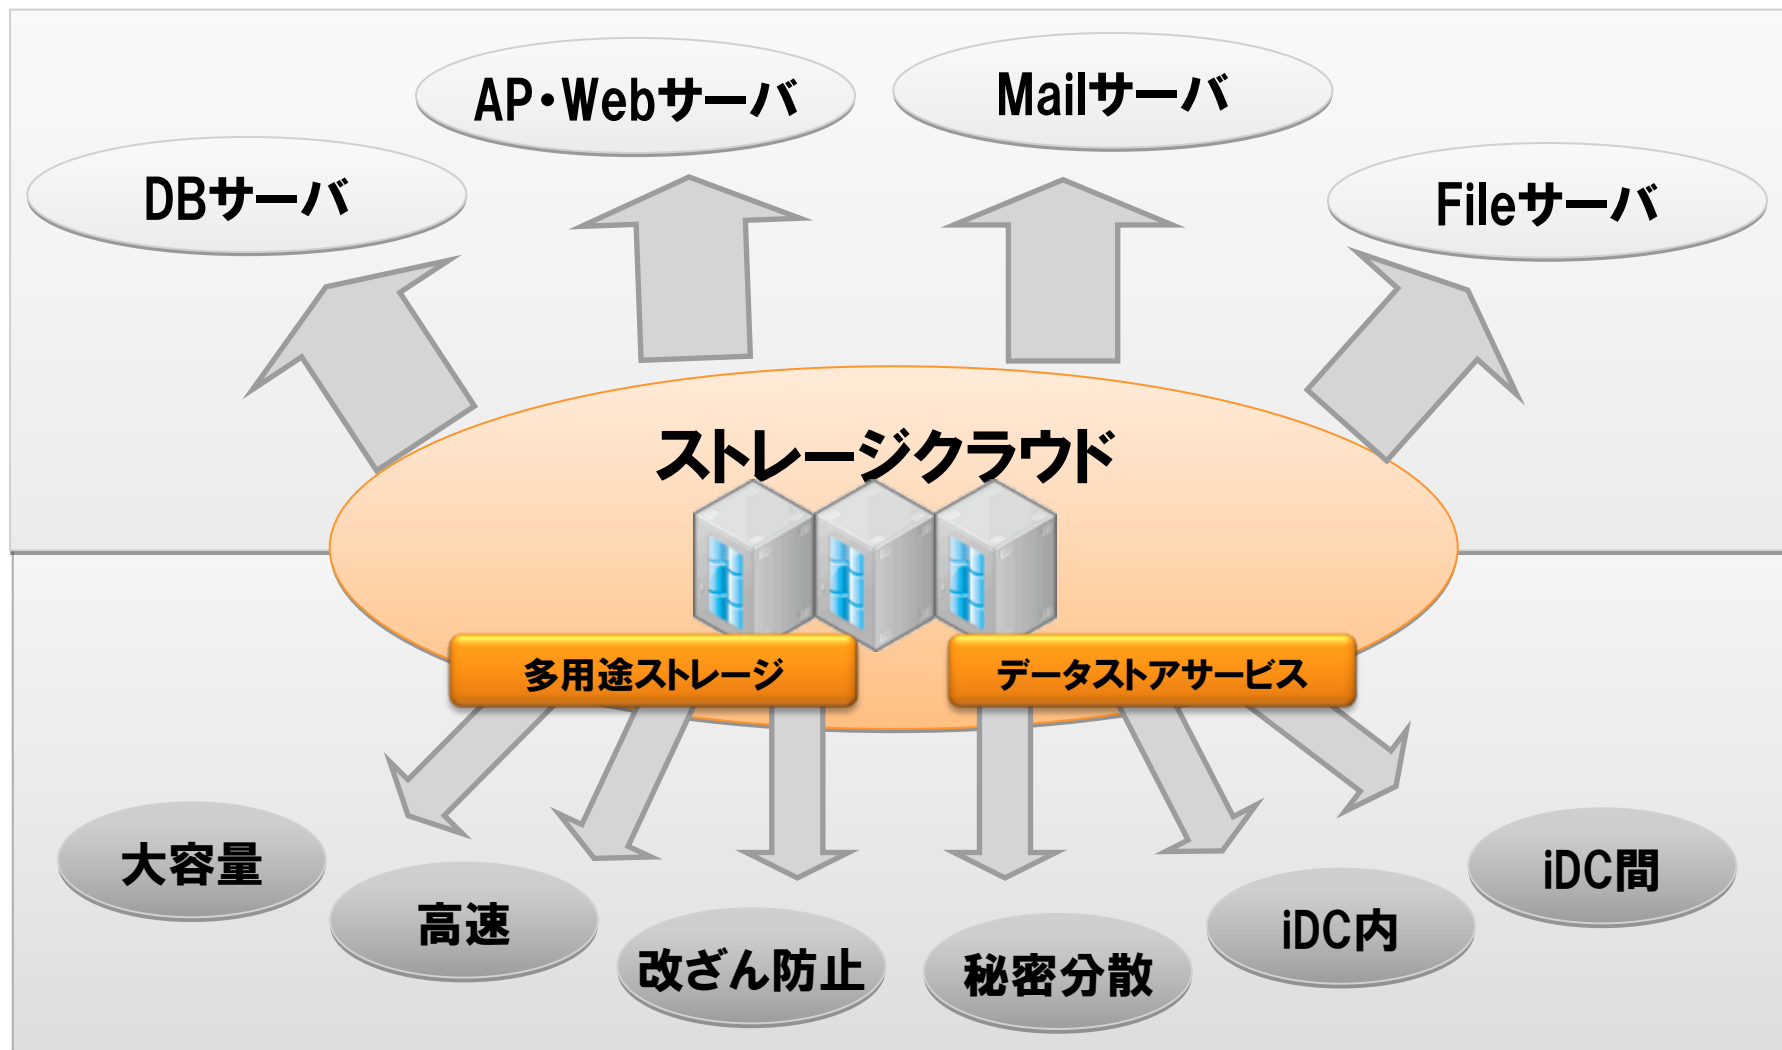 DBサーバ
AP・Webサーバ
Mailサーバ
Fileサーバ
ストレージクラウド
多用途ストレージ
データストアサービス
大容量
高速
改ざん防止
秘密分散
iDC内
iDC間